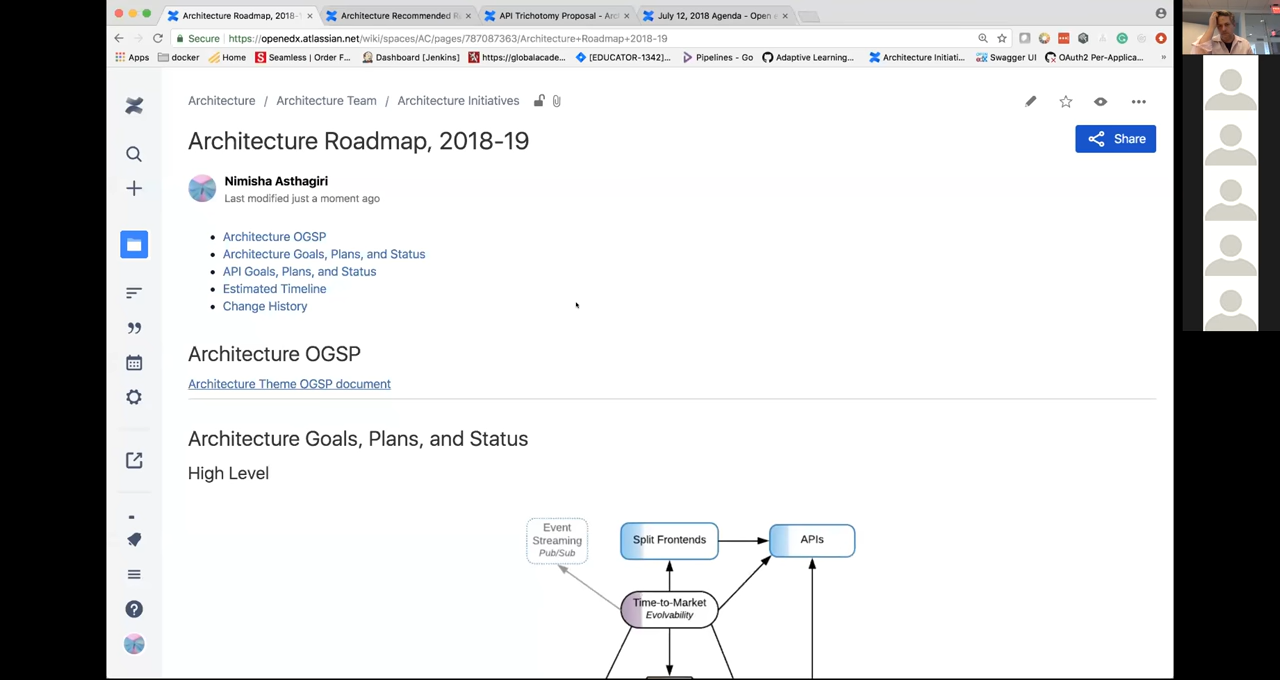 Architecture Roadmap, 2018-1
Architecture Recommended R
API Trichotomy Proposal - Arc
July 12, 2018 Agenda - Open e
Secure https://openedx.atlassian.net/wiki/spaces/AC/pages/787087363/Architecture+Roadmap+2018-19
Apps docker Home Seamless | Order F... Dashboard [Jenkins] https://globalacade... [EDUCATOR-1342]... Pipelines - Go Adaptive Learning... Architecture Initiati... Swagger UI OAuth2 Per-Applica... »
Architecture / Architecture Team / Architecture Initiatives
Architecture Roadmap, 2018-19
Share
Nimisha Asthagiri
Last modified just a moment ago
• Architecture OGSP
• Architecture Goals, Plans, and Status
• API Goals, Plans, and Status
• Estimated Timeline
• Change History
Architecture OGSP
Architecture Theme OGSP document
Architecture Goals, Plans, and Status
High Level
Event
Streaming
Pub/Sub
Split Frontends
APIs
Time-to-Market
Evolvability